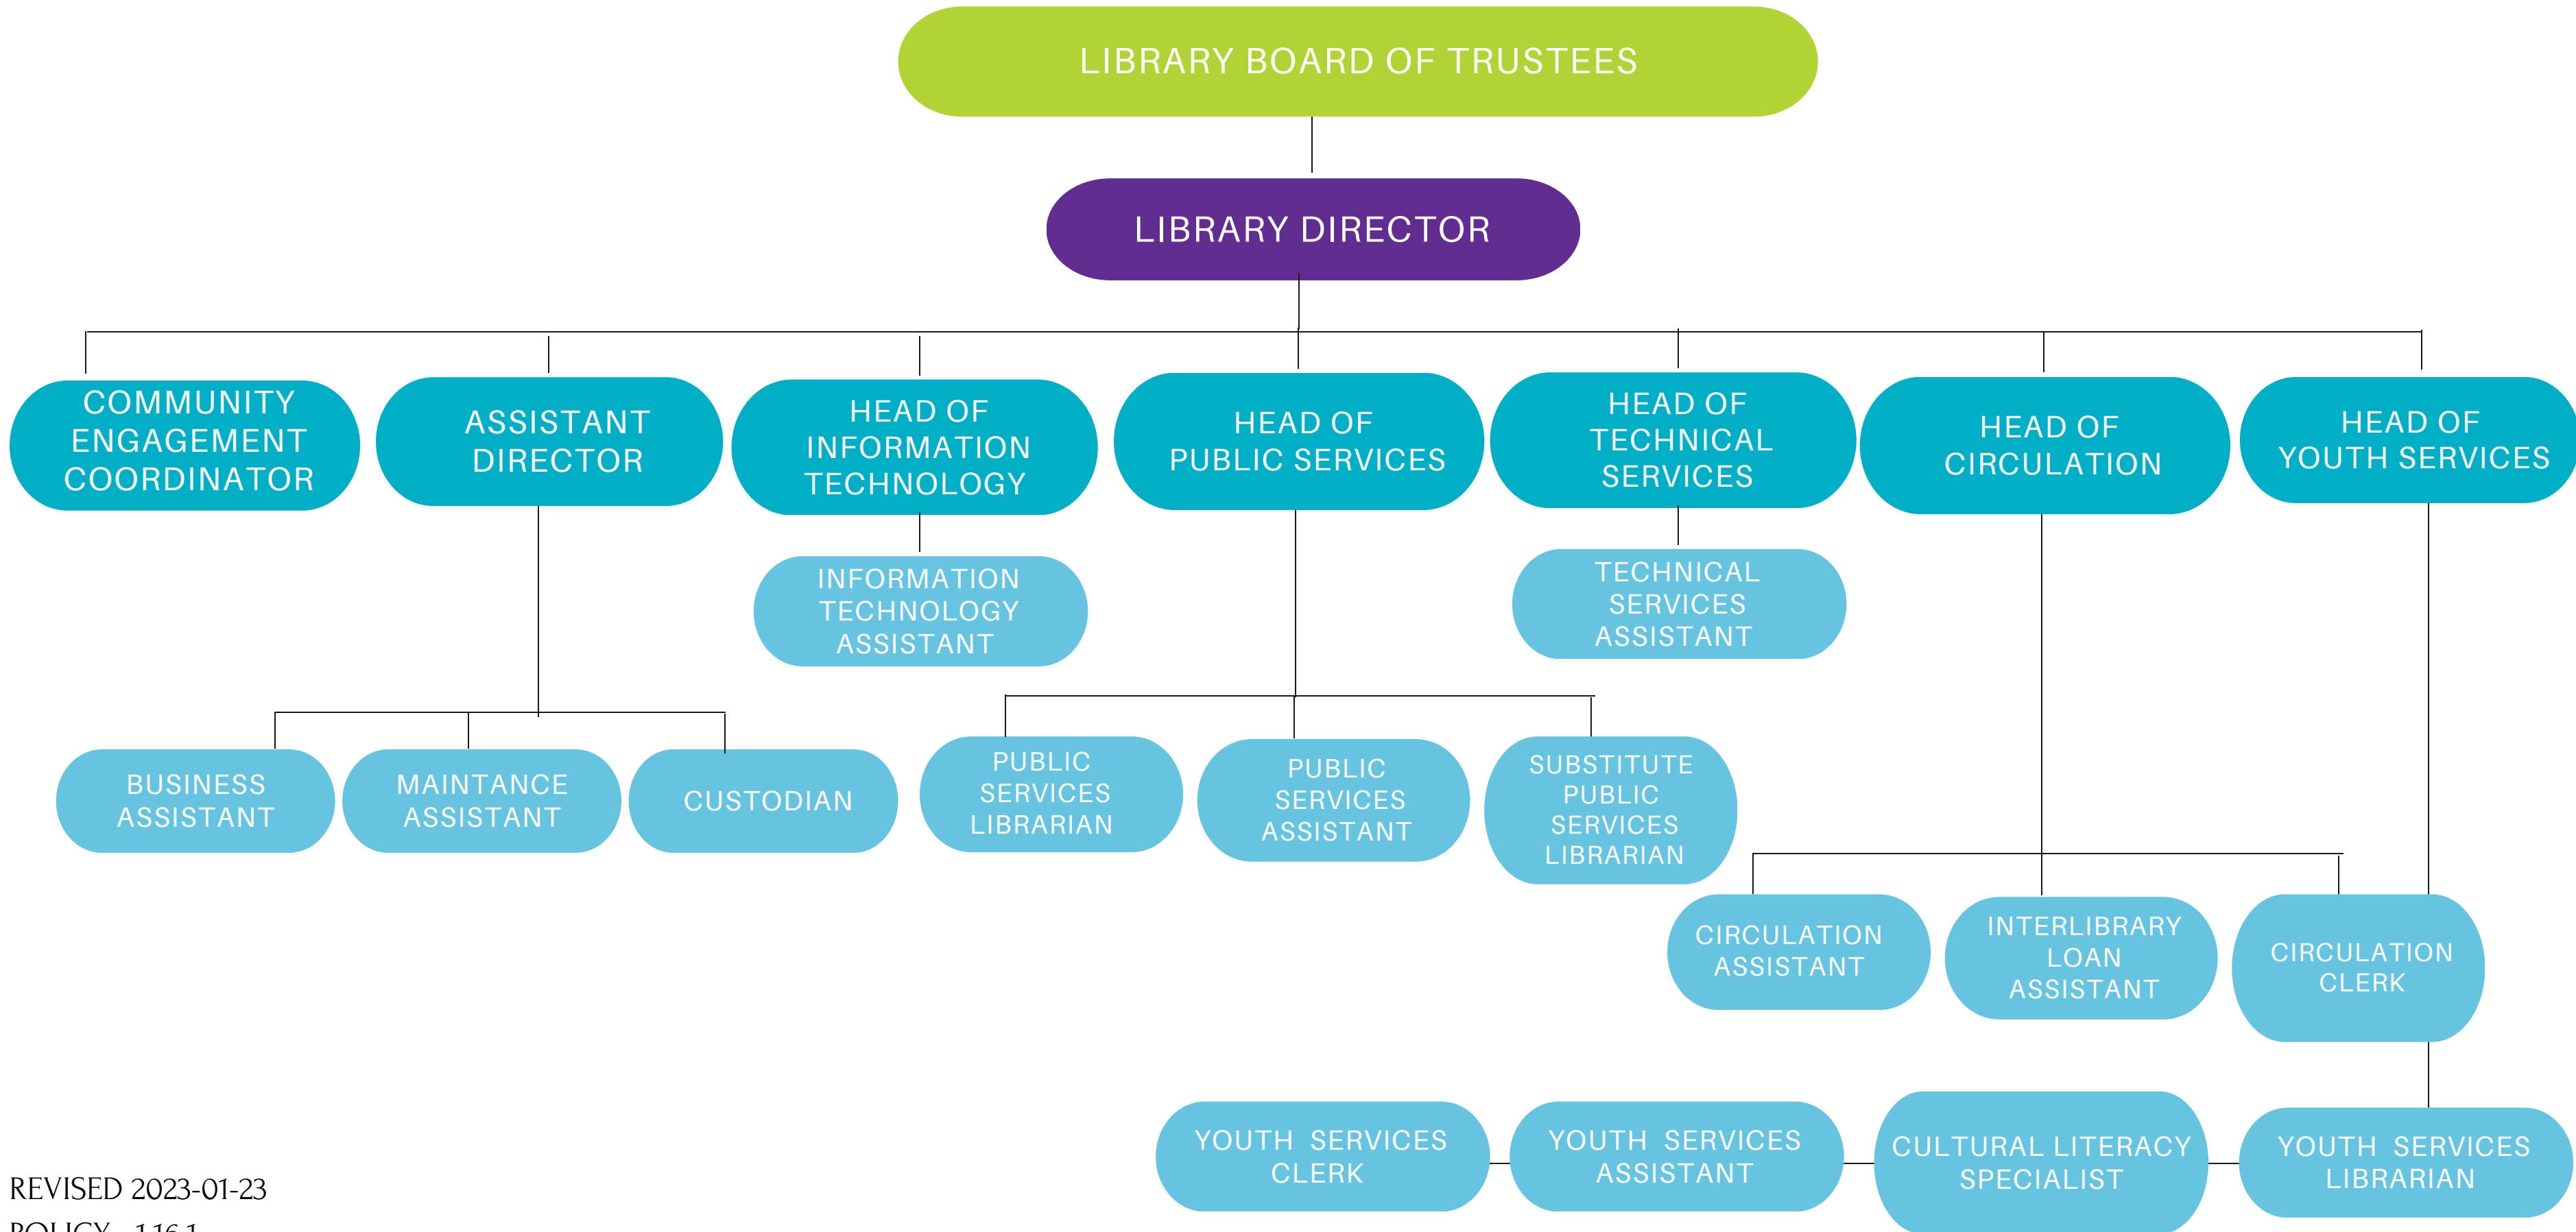 LIBRARY BOARD OF TRUSTEES
LIBRARY DIRECTOR
COMMUNITY
ENGAGEMENT
COORDINATOR
ASSISTANT
DIRECTOR
HEAD OF
INFORMATION
TECHNOLOGY
HEAD OF
PUBLIC SERVICES
HEAD OF
TECHNICAL
SERVICES
HEAD OF
CIRCULATION
HEAD OF
YOUTH SERVICES
INFORMATION
TECHNOLOGY
ASSISTANT
TECHNICAL
SERVICES
ASSISTANT
BUSINESS
ASSISTANT
MAINTANCE
ASSISTANT
CUSTODIAN
PUBLIC
SERVICES
LIBRARIAN
PUBLIC
SERVICES
ASSISTANT
SUBSTITUTE
PUBLIC
SERVICES
LIBRARIAN
CIRCULATION
ASSISTANT
INTERLIBRARY
LOAN
ASSISTANT
CIRCULATION
CLERK
YOUTH SERVICES
CLERK
YOUTH SERVICES
ASSISTANT
CULTURAL LITERACY
SPECIALIST
YOUTH SERVICES
LIBRARIAN
REVISED 2023-01-23
POLICY